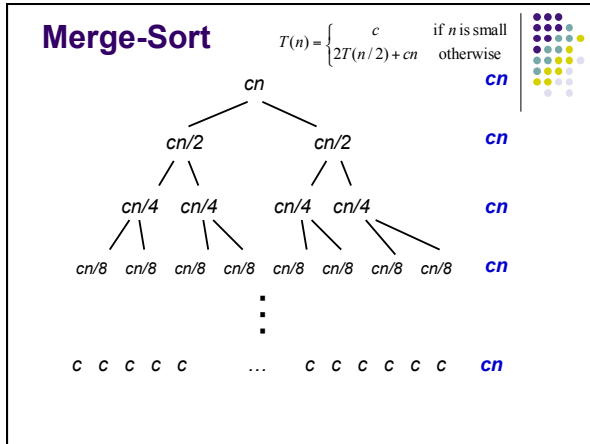 Merge-Sort
T(n) = { c if n is small
2T(n/2) + cn otherwise
cn cn
cn/2 cn/2 cn
cn/4 cn/4 cn/4 cn/4 cn
cn/8 cn/8 cn/8 cn/8 cn/8 cn/8 cn/8 cn/8 cn
c c c c c … c c c c c c cn